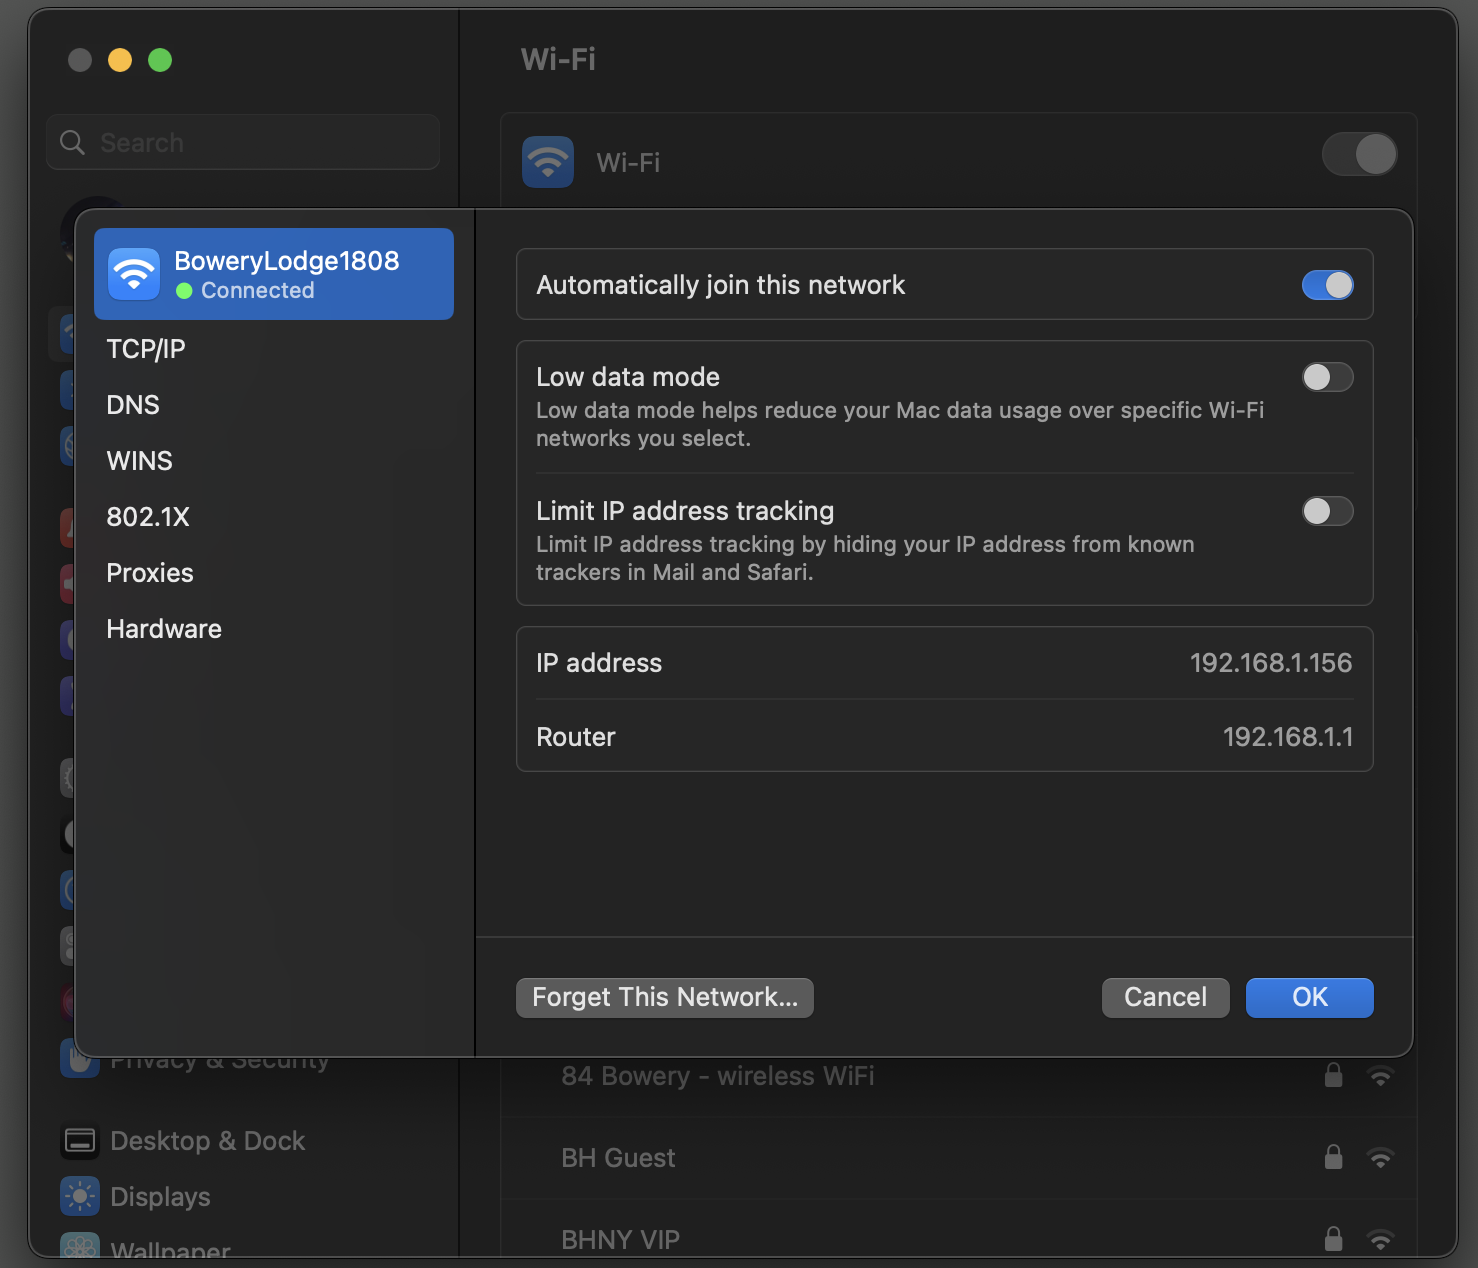 Wi-Fi
Search
Wi-Fi
BoweryLodge1808
Connected
TCP/IP
DNS
WINS
802.1X
Proxies
Hardware
Automatically join this network
Low data mode
Low data mode helps reduce your Mac data usage over specific Wi-Fi
networks you select.
Limit IP address tracking
Limit IP address tracking by hiding your IP address from known
trackers in Mail and Safari.
IP address
192.168.1.156
Router
192.168.1.1
Forget This Network...
Cancel
OK
Privacy & Security
Desktop & Dock
Displays
Wallpaper
84 Bowery - wireless WiFi
BH Guest
BHNY VIP